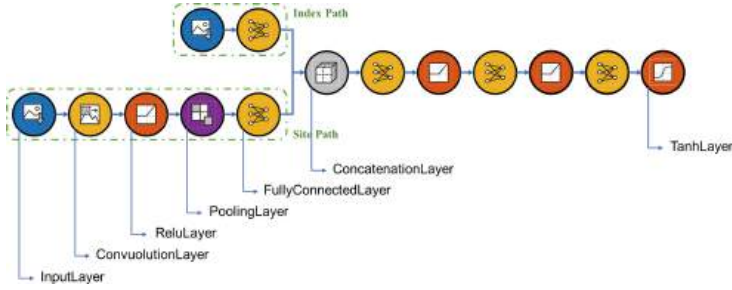 Index Path
Site Path
TanhLayer
ConcatenationLayer
FullyConnectedLayer
PoolingLayer
ReluLayer
ConvuolutionLayer
InputLayer